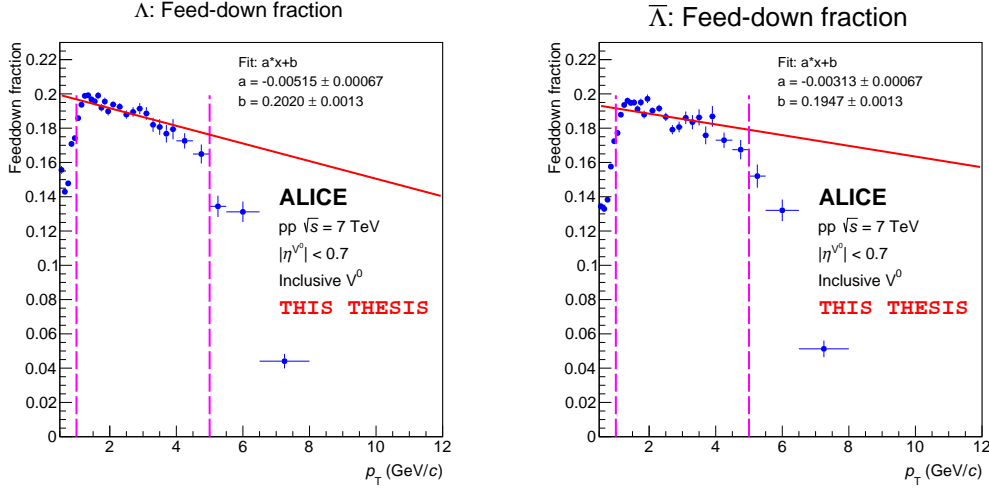 Λ: Feed-down fraction
Feeddown fraction
0.22
0.2
0.18
0.16
0.14
0.12
0.1
0.08
0.06
0.04
0.02
0
Fit: a*x+b
a = -0.00515 ± 0.00067
b = 0.2020 ± 0.0013
ALICE
pp √s = 7 TeV
|η^V⁰| < 0.7
Inclusive V⁰
THIS THESIS
2 4 6 8 10 12
p_T (GeV/c)
Λ̅: Feed-down fraction
Feeddown fraction
0.22
0.2
0.18
0.16
0.14
0.12
0.1
0.08
0.06
0.04
0.02
0
Fit: a*x+b
a = -0.00313 ± 0.00067
b = 0.1947 ± 0.0013
ALICE
pp √s = 7 TeV
|η^V⁰| < 0.7
Inclusive V⁰
THIS THESIS
2 4 6 8 10 12
p_T (GeV/c)